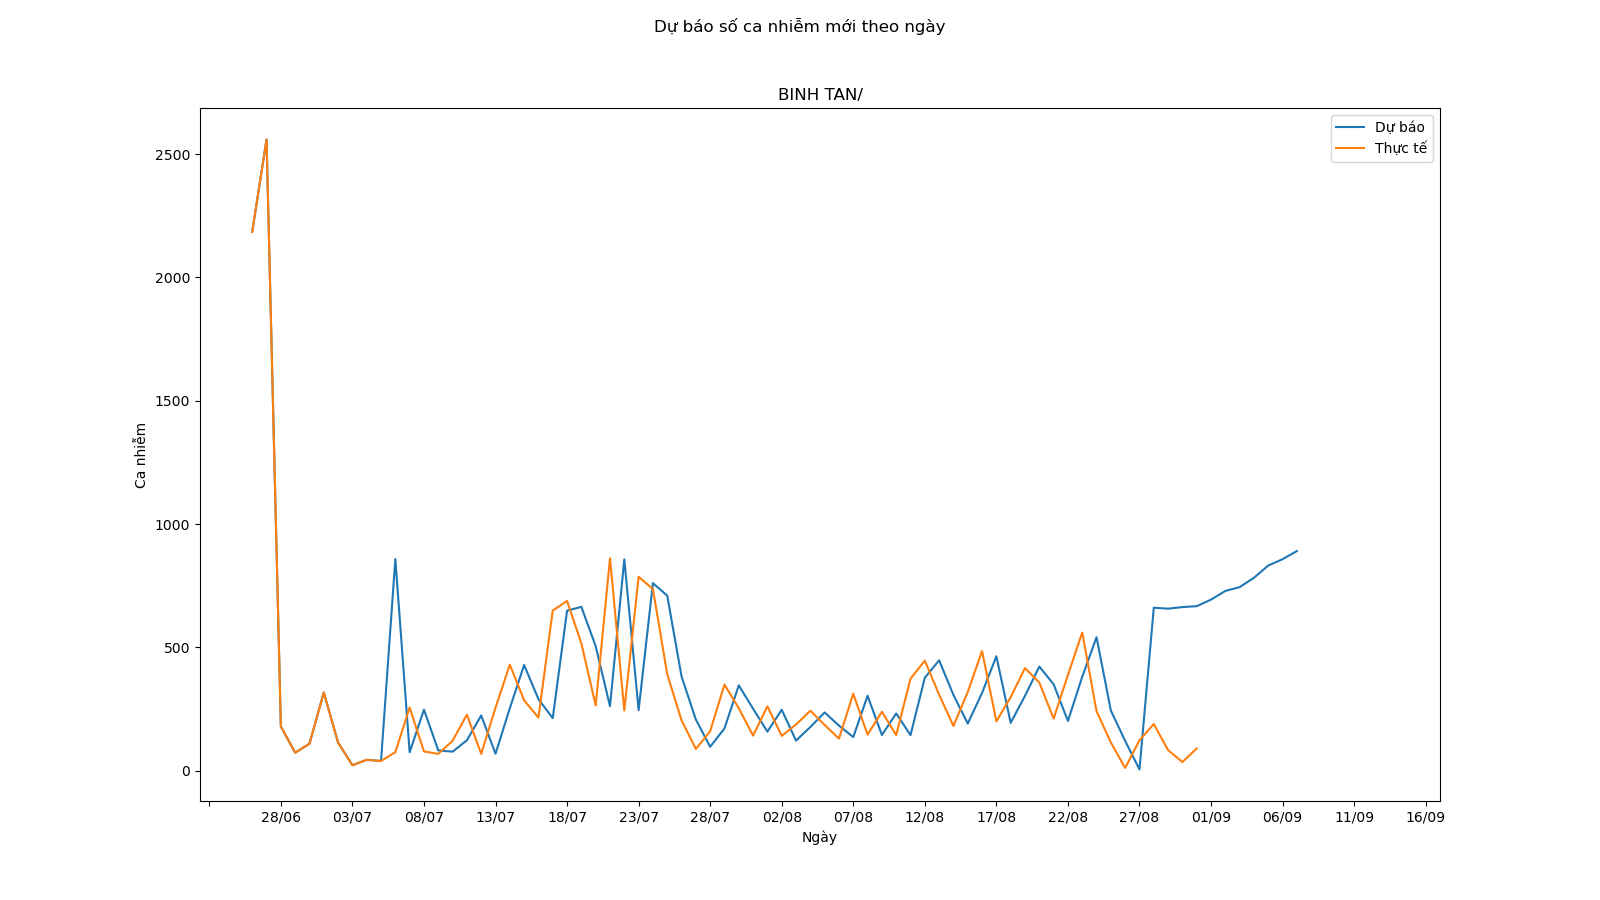 Dự báo số ca nhiễm mới theo ngày
BINH TAN/
Dự báo
Thực tế
2500
2000
1500
1000
500
0
Ca nhiễm
28/06 03/07 08/07 13/07 18/07 23/07 28/07 02/08 07/08 12/08 17/08 22/08 27/08 01/09 06/09 11/09 16/09
Ngày